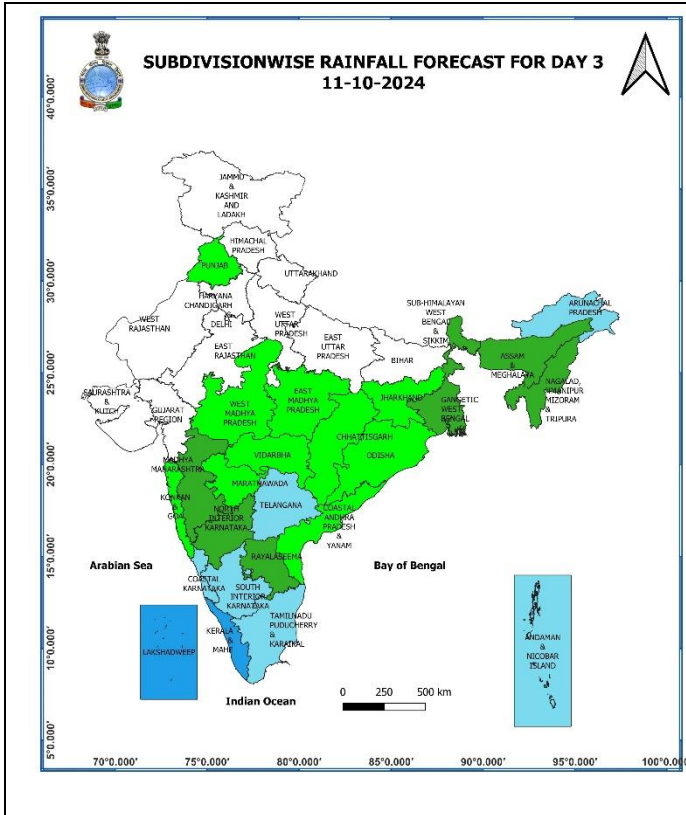 SUBDIVISIONWISE RAINFALL FORECAST FOR DAY 3
11-10-2024
40°0.000'
35°0.000'
30°0.000'
25°0.000'
20°0.000'
15°0.000'
10°0.000'
5°0.000'
JAMMU
&
KASHMIR
AND
LADAKH
HIMACHAL
PRADESH
PUNJAB
UTTARAKHAND
HARYANA
CHANDIGARH
&
DELHI
WEST
RAJASTHAN
WEST
UTTAR
PRADESH
EAST
UTTAR
PRADESH
EAST
RAJASTHAN
BIHAR
SUB-HIMALAYAN
WEST
BENGAL
&
SIKKIM
ARUNACHAL
PRADESH
ASSAM
&
MEGHALAYA
NAGALAD,
MANIPUR
MIZORAM
&
TRIPURA
SAURASHTRA
&
KUTCH
GUJARAT
REGION
WEST
MADHYA
PRADESH
EAST
MADHYA
PRADESH
JHARKHAND
GANGETIC
WEST
BENGAL
CHHATTISGARH
ODISHA
VIDARBHA
MADHYA
MAHARASHTRA
MARATHAWADA
KONKAN
&
GOA
TELANGANA
NORTH
INTERIOR
KARNATAKA
COASTAL
ANDHRA
PRADESH
&
YANAM
RAYALASEEMA
Arabian Sea
Bay of Bengal
COASTAL
KARNATAKA
SOUTH
INTERIOR
KARNATAKA
TAMILNADU
PUDUCHERRY
&
KARAIKAL
KERALA
&
MAHE
LAKSHADWEEP
ANDAMAN
&
NICOBAR
ISLAND
Indian Ocean
0 250 500 km
70°0.000' 75°0.000' 80°0.000' 85°0.000' 90°0.000' 95°0.000' 100°0.000'